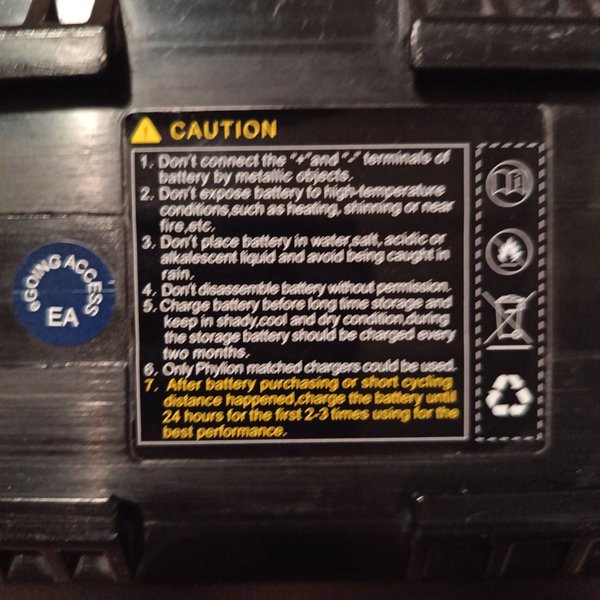 CAUTION
1. Don't connect the "+"and "-" terminals of
battery by metallic objects.
2. Don't expose battery to high-temperature
conditions,such as heating, shinning or near
fire,etc.
3. Don't place battery in water,salt, acidic or
alkalescent liquid and avoid being caught in
rain.
4. Don't disassemble battery without permission.
5. Charge battery before long time storage and
keep in shady,cool and dry condition,during
the storage battery should be charged every
two months.
6. Only Phylion matched chargers could be used.
7. After battery purchasing or short cycling
distance happened,charge the battery until
24 hours for the first 2-3 times using for the
best performance.
GOING ACCESS
EA